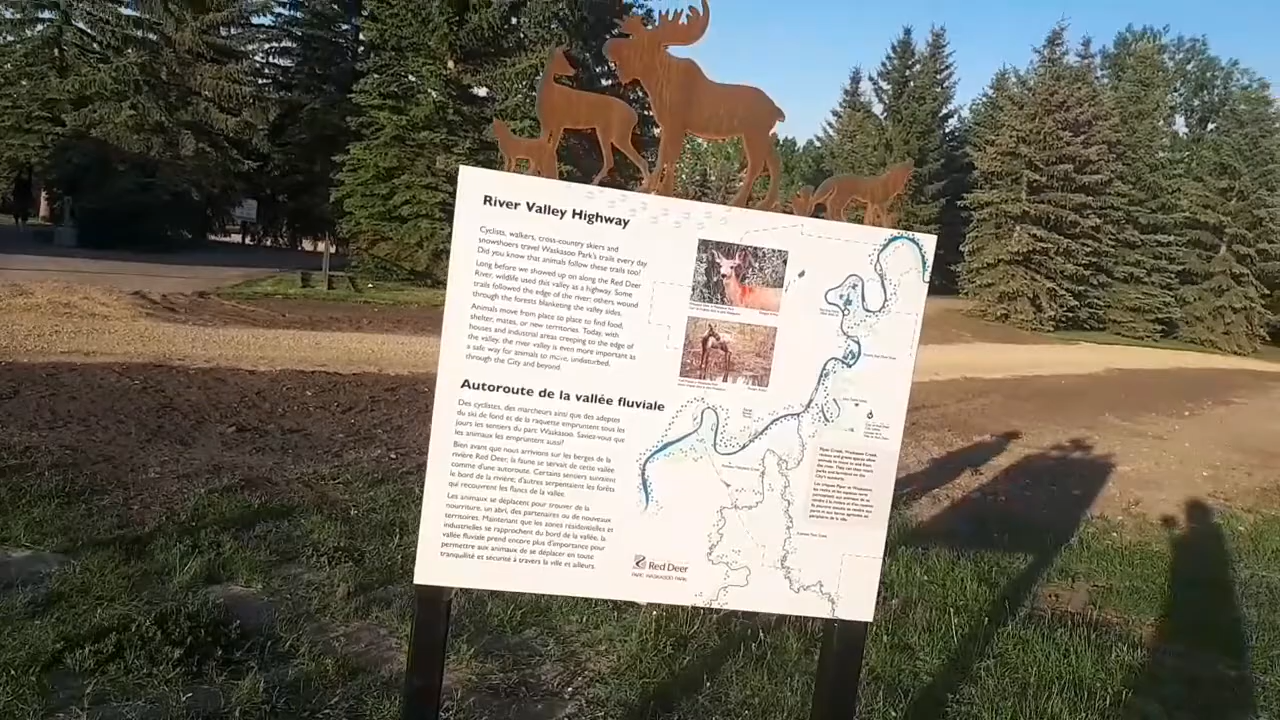 River Valley Highway
Cyclists, walkers, cross-country skiers and
snowshoers travel Waskasoo Park's trails every day.
Did you know that animals follow these trails too?
Long before we showed up on along the Red Deer
River, wildlife used this valley as a highway. Some
trails followed the edge of the river; others wound
through the forests blanketing the valley sides.
Animals move from place to place to find food,
shelter, mates, or new territories. Today, with
houses and industrial areas creeping to the edge of
the valley, the river valley is even more important as
a safe way for animals to move, undisturbed,
through the City and beyond.
Autoroute de la vallée fluviale
Des cyclistes, des marcheurs ainsi que des adeptes
du ski de fond et de la raquette empruntent tous les
jours les sentiers du parc Waskasoo. Saviez-vous que
les animaux les empruntent aussi?
Bien avant que nous arrivions sur les berges de la
rivière Red Deer, la faune se servait de cette vallée
comme d'une autoroute. Certains sentiers suivaient
le bord de la rivière; d'autres serpentaient les forêts
qui recouvrent les flancs de la vallée.
Les animaux se déplacent pour trouver de la
nourriture, un abri, des partenaires ou de nouveaux
territoires. Maintenant que les zones résidentielles et
industrielles se rapprochent du bord de la vallée, la
vallée fluviale prend encore plus d'importance pour
permettre aux animaux de se déplacer en toute
tranquillité et sécurité à travers la ville et ailleurs.
Red Deer
PARC WASKASOO PARK
Piper Creek, Waskasoo Creek,